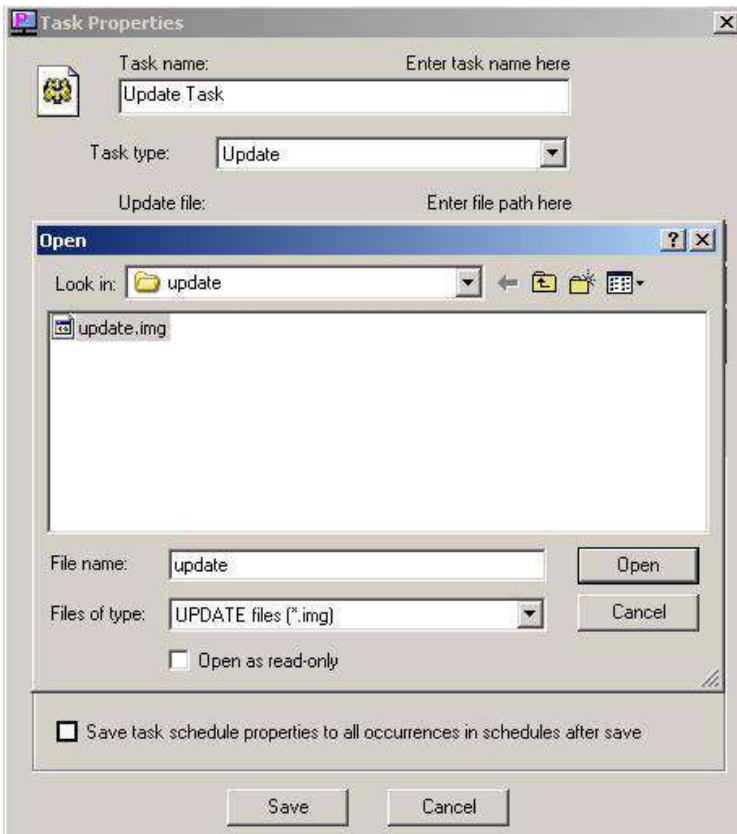 Task Properties
Task name: Enter task name here
Update Task
Task type: Update
Update file: Enter file path here
Open
Look in: update
update.img
File name: update Open
Files of type: UPDATE files (*.img) Cancel
Open as read-only
Save task schedule properties to all occurrences in schedules after save
Save Cancel